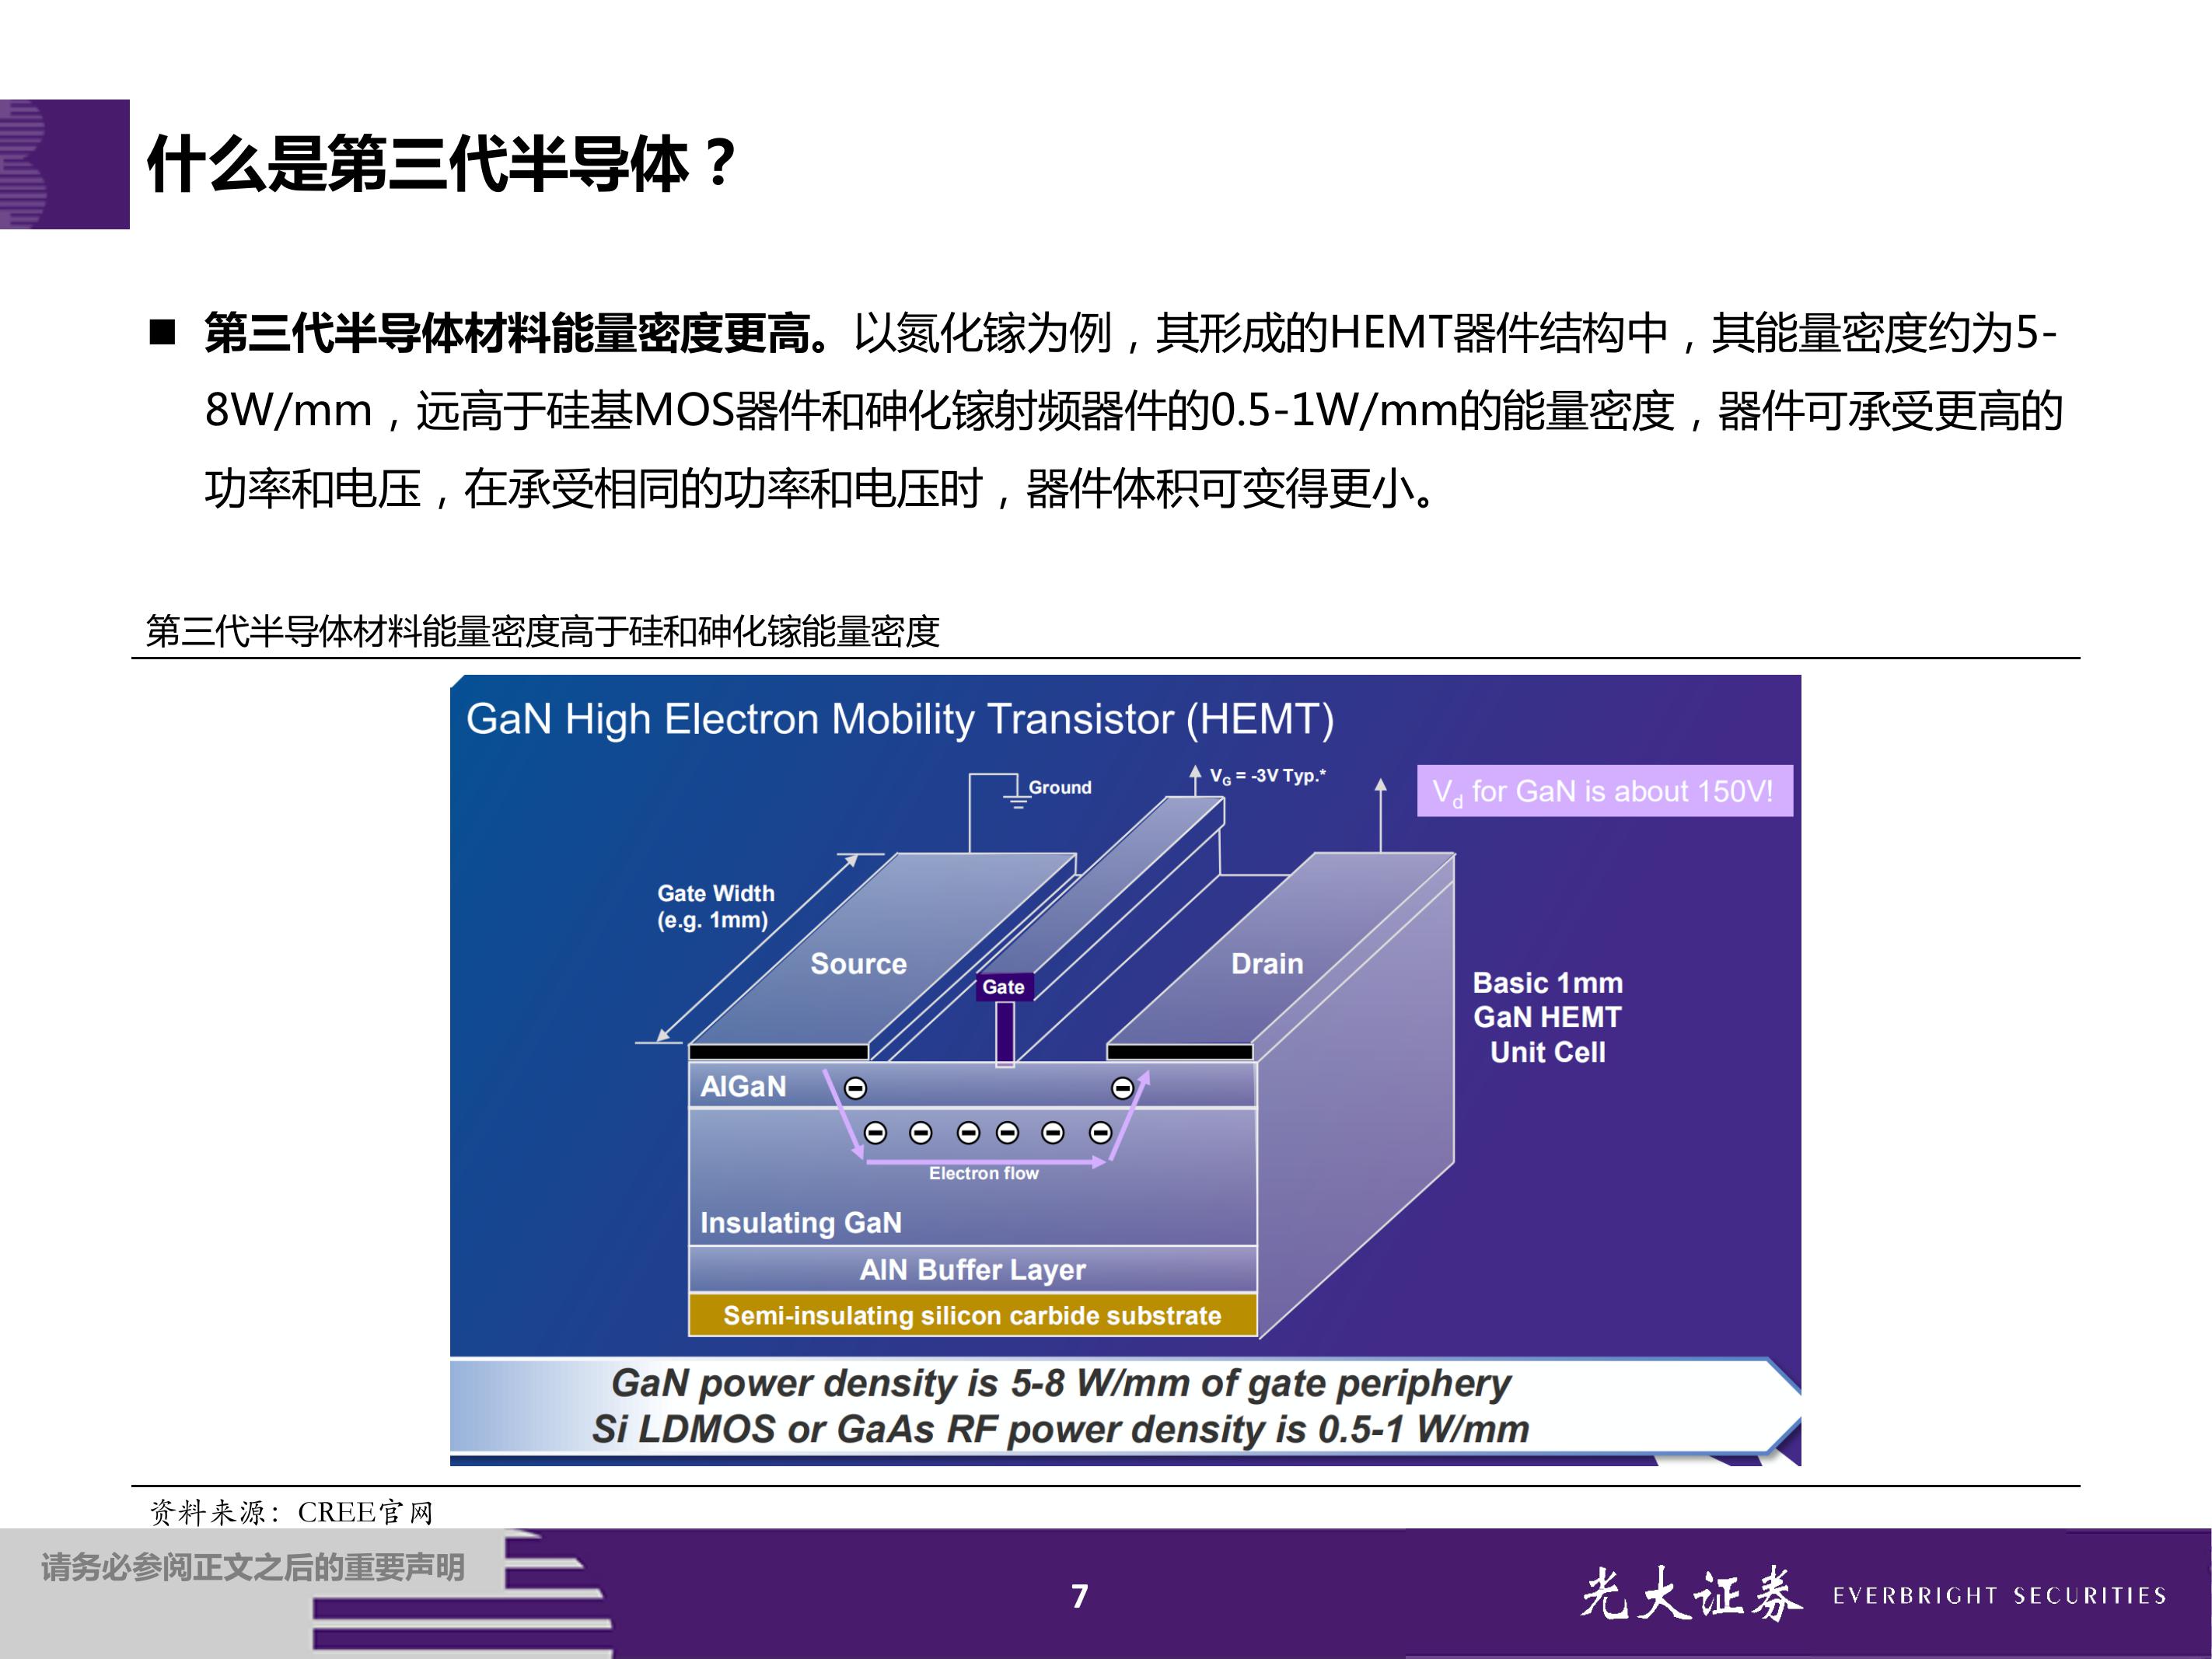 什么是第三代半导体？
■ 第三代半导体材料能量密度更高。以氮化镓为例，其形成的HEMT器件结构中，其能量密度约为5-
8W/mm，远高于硅基MOS器件和砷化镓射频器件的0.5-1W/mm的能量密度，器件可承受更高的
功率和电压，在承受相同的功率和电压时，器件体积可变得更小。
第三代半导体材料能量密度高于硅和砷化镓能量密度
GaN High Electron Mobility Transistor (HEMT)
Ground
VG = -3V Typ.*
Vd for GaN is about 150V!
Gate Width
(e.g. 1mm)
Source
Gate
Drain
Basic 1mm
GaN HEMT
Unit Cell
AlGaN
Electron flow
Insulating GaN
AlN Buffer Layer
Semi-insulating silicon carbide substrate
GaN power density is 5-8 W/mm of gate periphery
Si LDMOS or GaAs RF power density is 0.5-1 W/mm
资料来源：CREE官网
请务必参阅正文之后的重要声明
7
光大证券 EVERBRIGHT SECURITIES